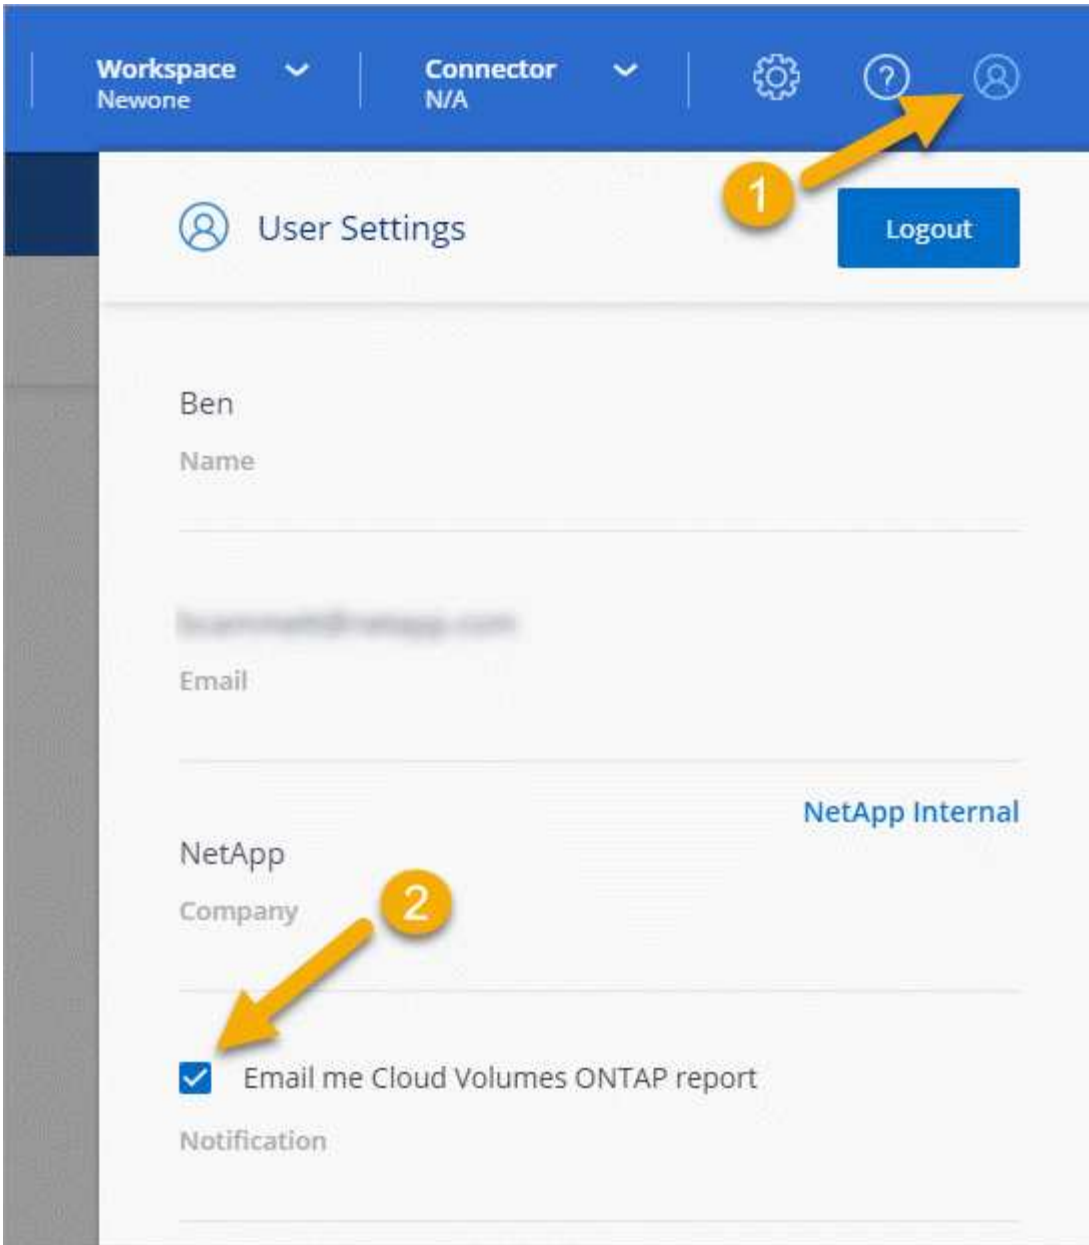 Workspace
Newone
Connector
N/A
?
1
User Settings
Logout
Ben
Name
Email
NetApp Internal
NetApp
Company
2
Email me Cloud Volumes ONTAP report
Notification